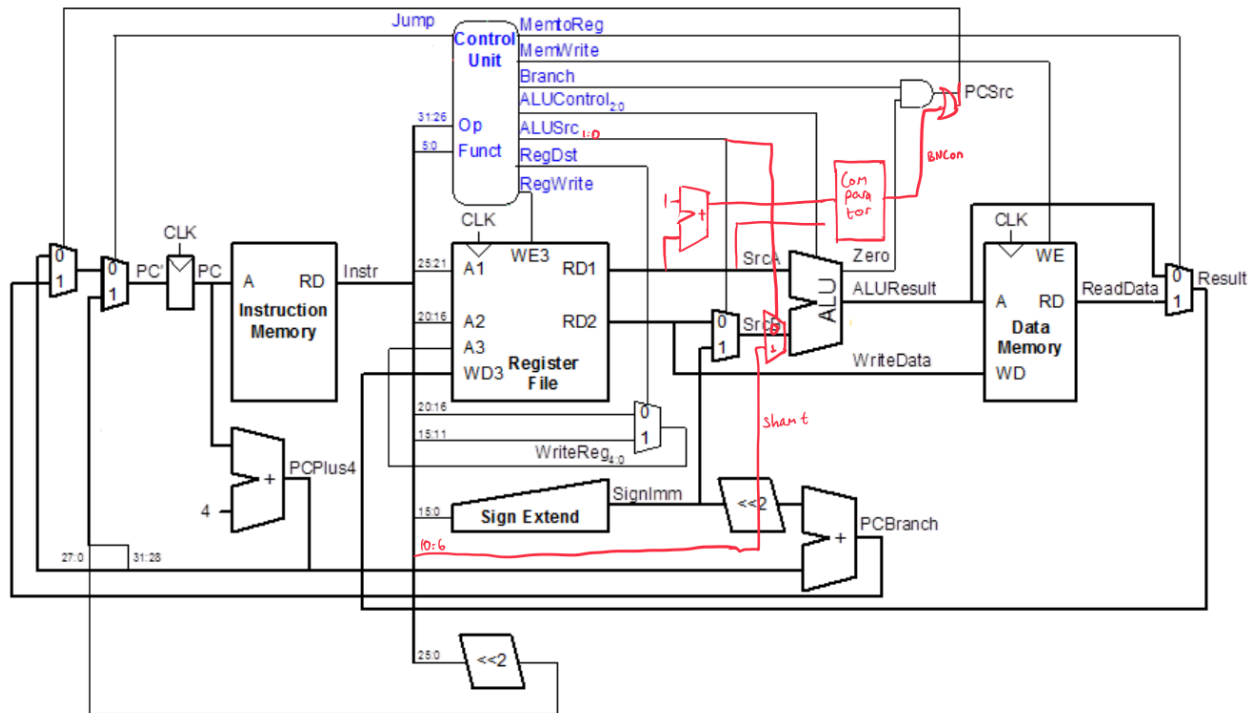 Jump
Control
Unit
MemtoReg
MemWrite
Branch
ALUControl2:0
ALUSrc1:0
RegDst
RegWrite
31:26
Op
5:0
Funct
PCSrc
BNCon
Com
para
tor
1
+
CLK
CLK
CLK
0
1
PC'
0
1
PC
A
RD
Instr
Instruction
Memory
25:21
A1
WE3
RD1
20:16
A2
RD2
A3
WD3
Register
File
SrcA
Zero
0
1
SrcB
0
1
ALU
ALUResult
WE
A
RD
Data
Memory
WD
ReadData
0
1
Result
WriteData
20:16
0
15:11
1
WriteReg4:0
Shamt
PCPlus4
+
4
SignImm
15:0
Sign Extend
<<2
PCBranch
+
10:6
27:0
31:28
25:0
<<2